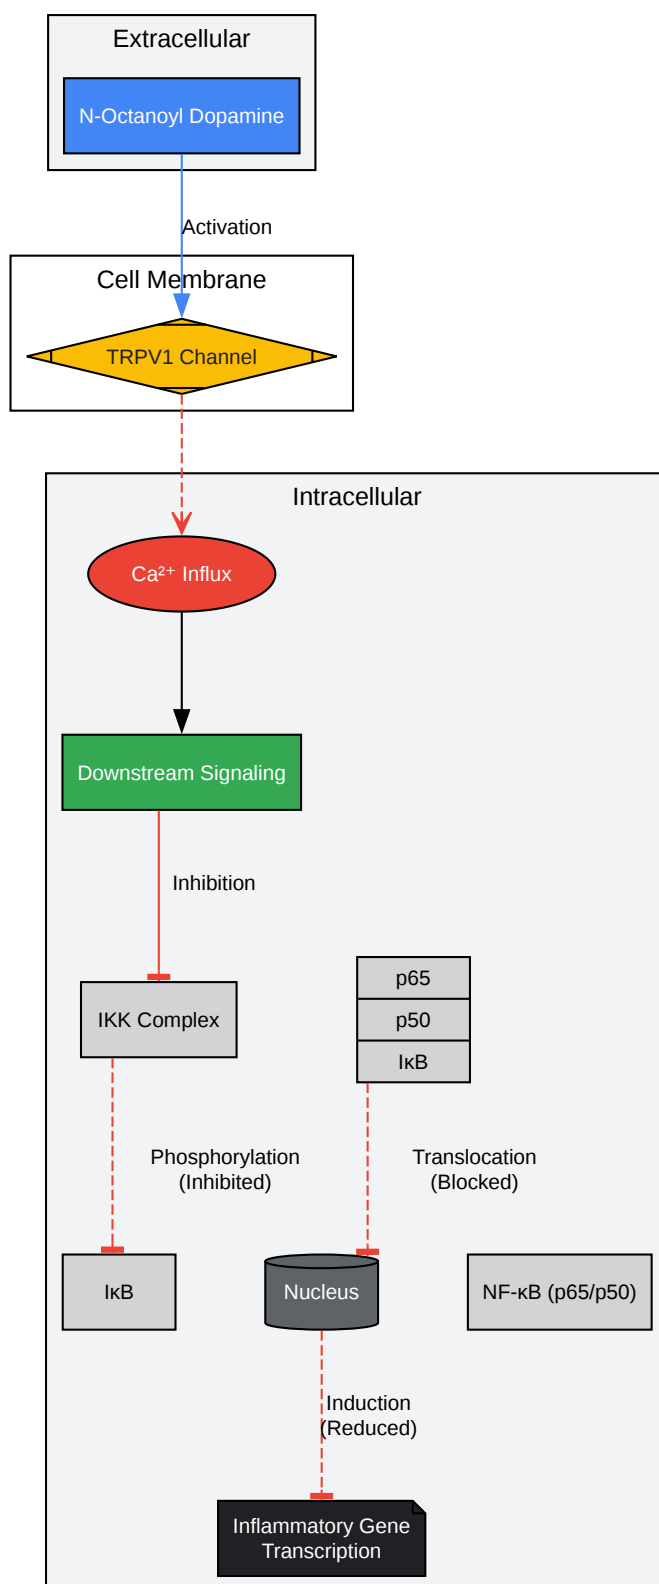 Extracellular
N-Octanoyl Dopamine
Activation
Cell Membrane
TRPV1 Channel
Intracellular
Ca²⁺ Influx
Downstream Signaling
Inhibition
IKK Complex
p65
p50
IκB
Phosphorylation
(Inhibited)
Translocation
(Blocked)
IκB
Nucleus
NF-κB (p65/p50)
Induction
(Reduced)
Inflammatory Gene
Transcription